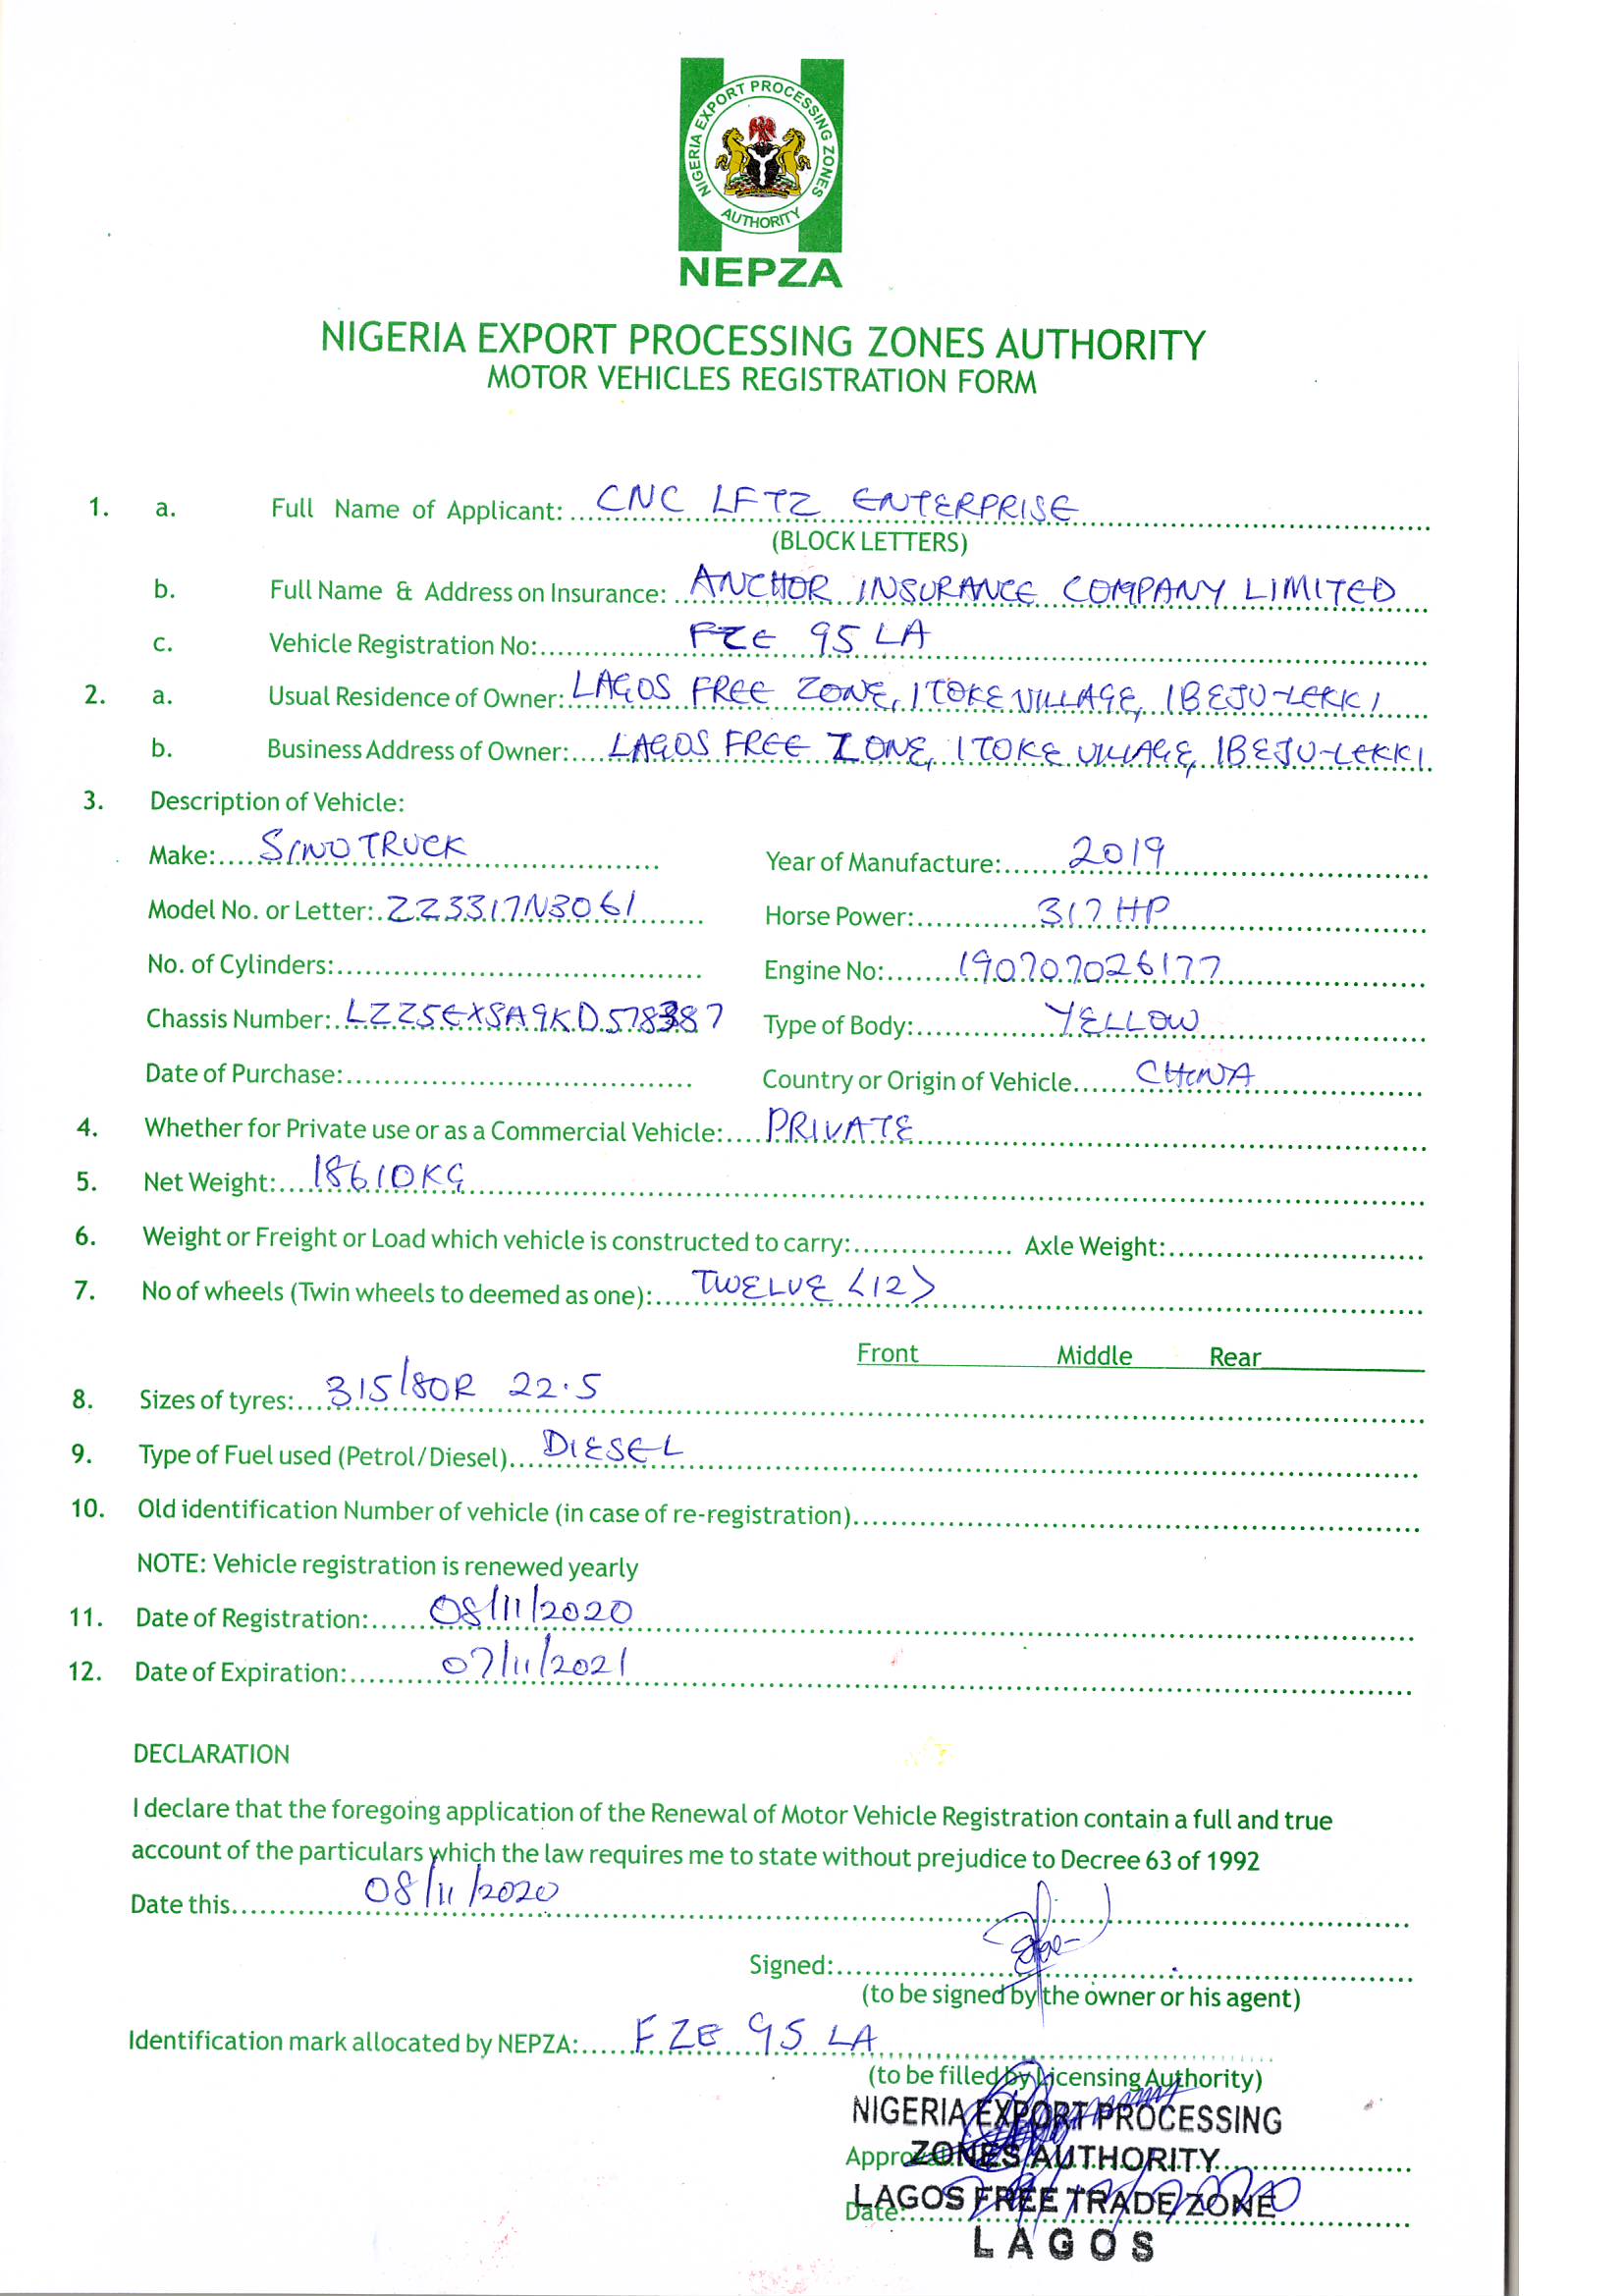 NIGERIA EXPORT PROCESSING ZONES
AUTHORITY
NEPZA
NIGERIA EXPORT PROCESSING ZONES AUTHORITY
MOTOR VEHICLES REGISTRATION FORM
1. a. Full Name of Applicant: CNC LFTZ ENTERPRISE
(BLOCK LETTERS)
b. Full Name & Address on Insurance: ANCHOR INSURANCE COMPANY LIMITED
c. Vehicle Registration No: FZE 95 LA
2. a. Usual Residence of Owner: LAGOS FREE ZONE, ITOKE VILLAGE, IBEJU-LEKKI
b. Business Address of Owner: LAGOS FREE ZONE, ITOKE VILLAGE, IBEJU-LEKKI
3. Description of Vehicle:
Make: SINOTRUCK Year of Manufacture: 2019
Model No. or Letter: ZZ3317N3061 Horse Power: 317 HP
No. of Cylinders: Engine No: 190707026177
Chassis Number: LZZ5EXSA9KD578387 Type of Body: YELLOW
Date of Purchase: Country or Origin of Vehicle CHINA
4. Whether for Private use or as a Commercial Vehicle: PRIVATE
5. Net Weight: 18610KG
6. Weight or Freight or Load which vehicle is constructed to carry: Axle Weight:
7. No of wheels (Twin wheels to deemed as one): TWELVE <12>
Front Middle Rear
8. Sizes of tyres: 315/80R 22.5
9. Type of Fuel used (Petrol/Diesel) DIESEL
10. Old identification Number of vehicle (in case of re-registration)
NOTE: Vehicle registration is renewed yearly
11. Date of Registration: 08/11/2020
12. Date of Expiration: 07/11/2021
DECLARATION
I declare that the foregoing application of the Renewal of Motor Vehicle Registration contain a full and true
account of the particulars which the law requires me to state without prejudice to Decree 63 of 1992
Date this 08/11/2020
Signed:
(to be signed by the owner or his agent)
Identification mark allocated by NEPZA: FZE 95 LA
(to be filled by Licensing Authority)
NIGERIA EXPORT PROCESSING
ZONES AUTHORITY
LAGOS FREE TRADE ZONE
Date:
LAGOS